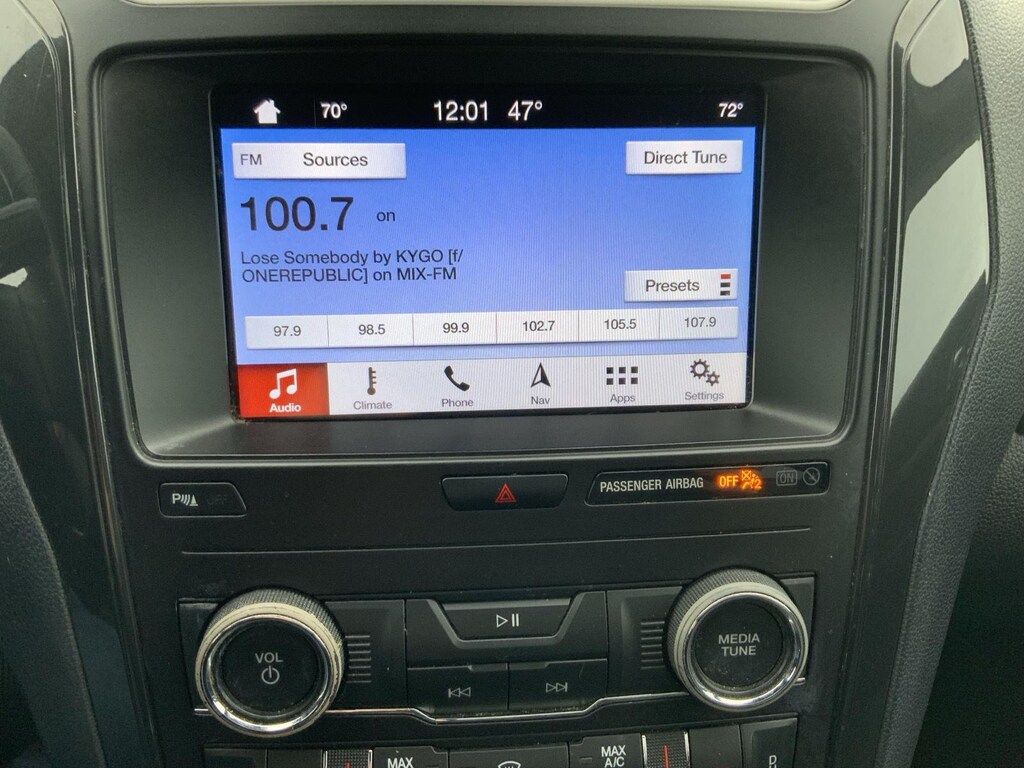 70° 12:01 47° 72°
FM Sources Direct Tune
100.7 on
Lose Somebody by KYGO [f/
ONEREPUBLIC] on MIX-FM
Presets
97.9 98.5 99.9 102.7 105.5 107.9
Audio Climate Phone Nav Apps Settings
P OFF PASSENGER AIRBAG OFF 2 ON
VOL
MEDIA
TUNE
MAX
MAX
A/C